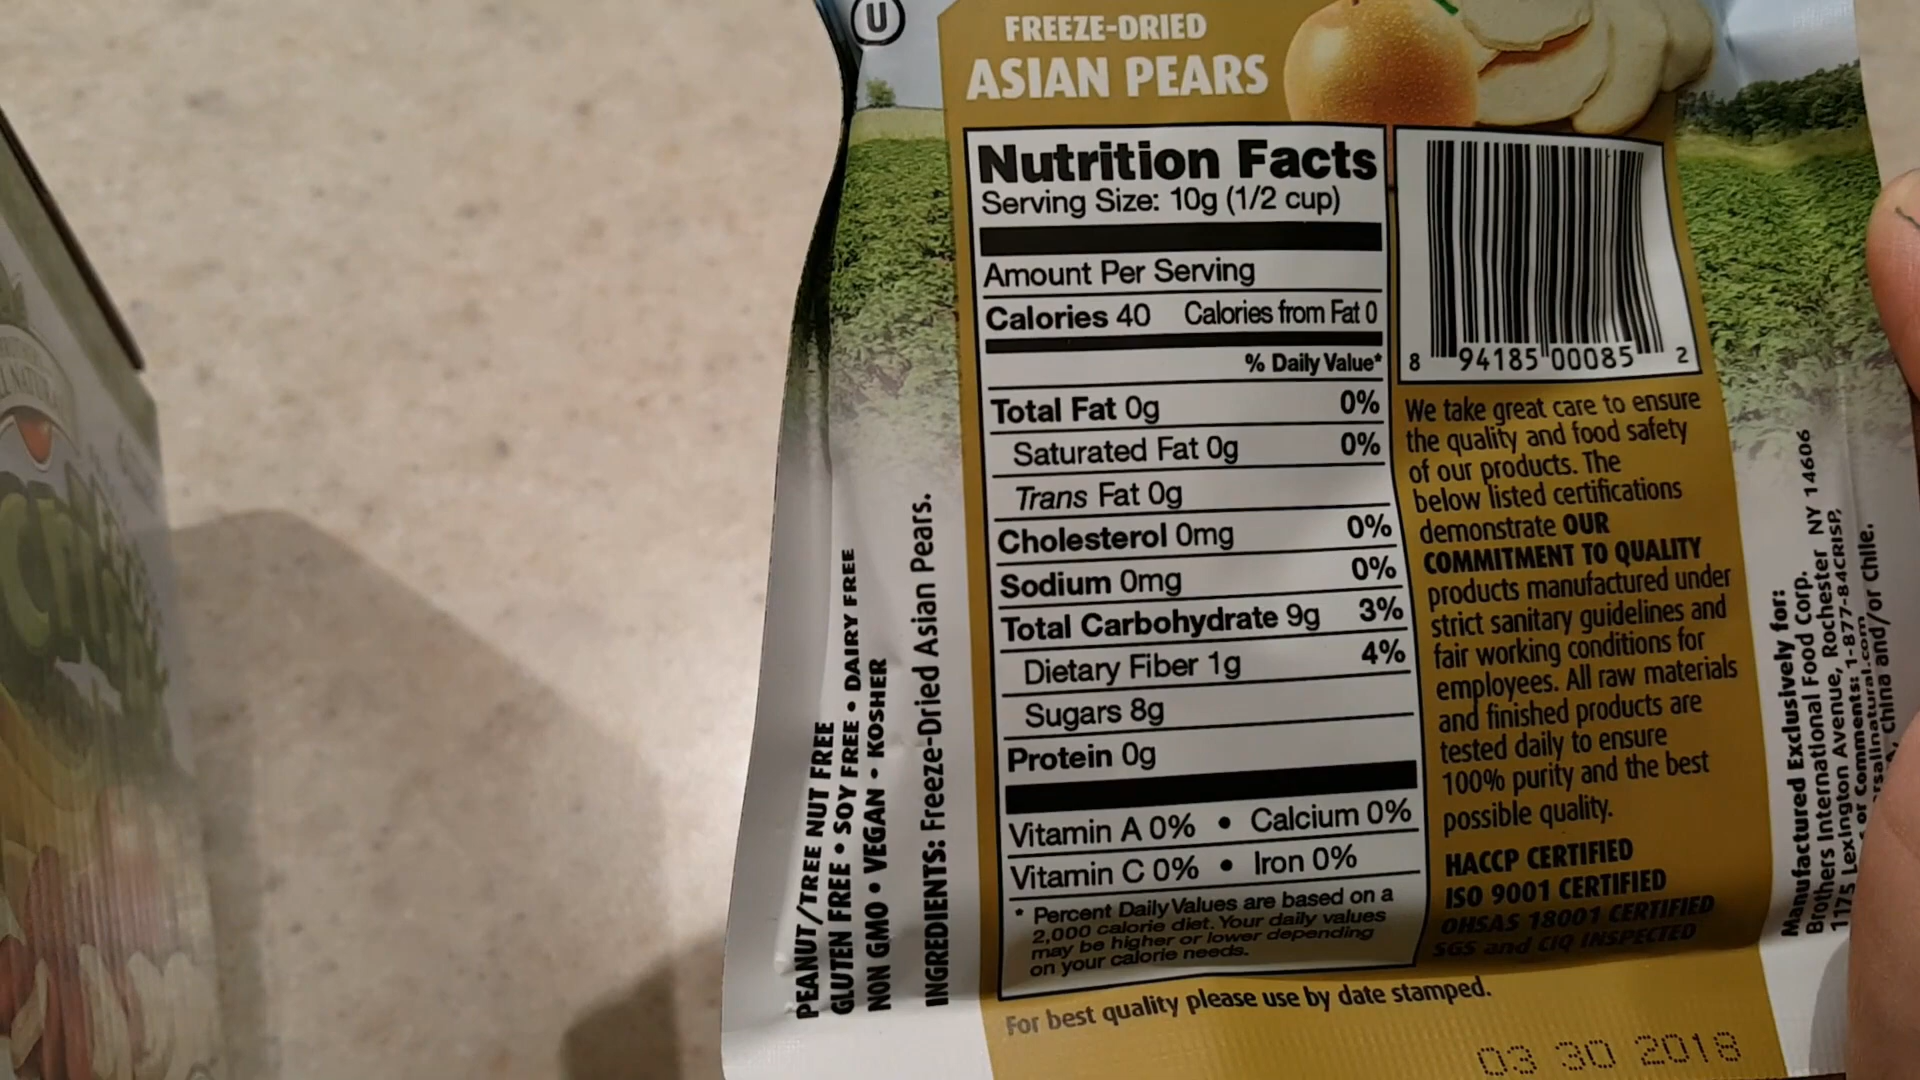 U
FREEZE-DRIED
ASIAN PEARS
Nutrition Facts
Serving Size: 10g (1/2 cup)
Amount Per Serving
Calories 40 Calories from Fat 0
% Daily Value*
Total Fat 0g 0%
Saturated Fat 0g 0%
Trans Fat 0g
Cholesterol 0mg 0%
Sodium 0mg 0%
Total Carbohydrate 9g 3%
Dietary Fiber 1g 4%
Sugars 8g
Protein 0g
Vitamin A 0% • Calcium 0%
Vitamin C 0% • Iron 0%
* Percent Daily Values are based on a
2,000 calorie diet. Your daily values
may be higher or lower depending
on your calorie needs.
8 94185 00085 2
We take great care to ensure
the quality and food safety
of our products. The
below listed certifications
demonstrate OUR
COMMITMENT TO QUALITY
products manufactured under
strict sanitary guidelines and
fair working conditions for
employees. All raw materials
and finished products are
tested daily to ensure
100% purity and the best
possible quality.
HACCP CERTIFIED
ISO 9001 CERTIFIED
OHSAS 18001 CERTIFIED
SGS and CIQ INSPECTED
For best quality please use by date stamped.
03 30 2018
PEANUT/TREE NUT FREE
GLUTEN FREE • SOY FREE • DAIRY FREE
NON GMO • VEGAN • KOSHER
INGREDIENTS: Freeze-Dried Asian Pears.
Manufactured Exclusively for:
Brothers International Food Corp.
1175 Lexington Avenue, Rochester NY 14606
or Comments: 1-877-84CRISP,
China and/or Chile.